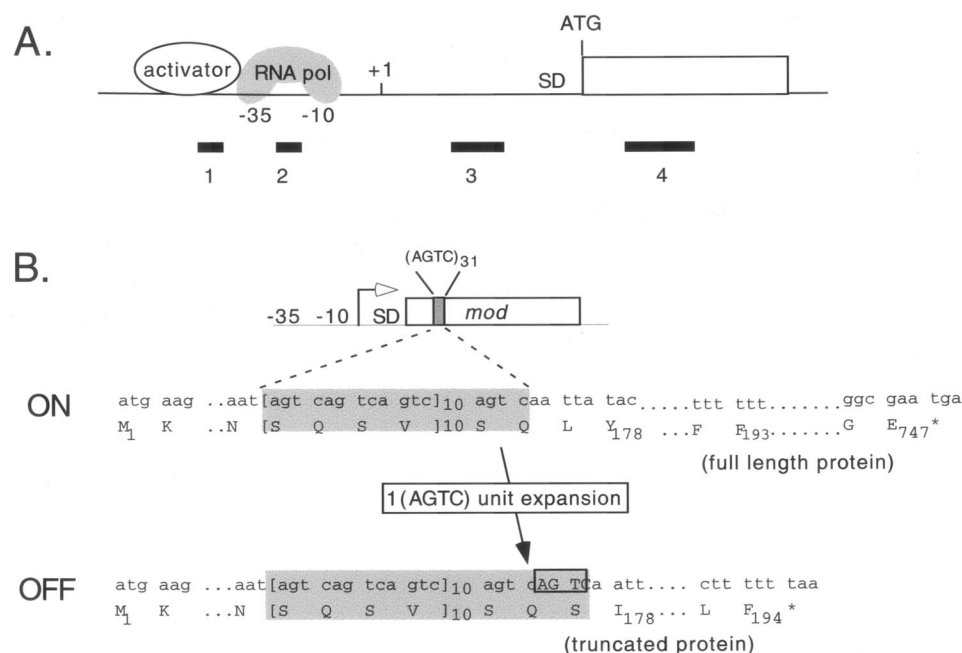 A.
ATG
activator RNA pol +1 SD
-35 -10
1 2 3 4
B.
(AGTC)31
-35 -10 SD mod
ON atg aag ..aat[agt cag tca gtc]10 agt caa tta tac.....ttt ttt.......ggc gaa tga
M1 K ..N [S Q S V ]10 S Q L Y178 ...F F193.......G E747*
(full length protein)
1(AGTC) unit expansion
OFF atg aag ...aat[agt cag tca gtc]10 agt cAG TCa att.... ctt ttt taa
M1 K ...N [S Q S V ]10 S Q S I178... L F194*
(truncated protein)